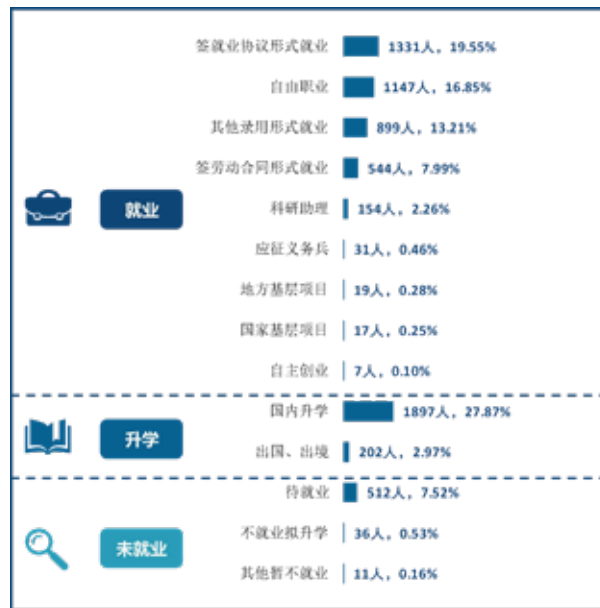 签就业协议形式就业 1331人，19.55%
自由职业 1147人，16.85%
其他录用形式就业 899人，13.21%
签劳动合同形式就业 544人，7.99%
就业
科研助理 154人，2.26%
应征义务兵 31人，0.46%
地方基层项目 19人，0.28%
国家基层项目 17人，0.25%
自主创业 7人，0.10%
国内升学 1897人，27.87%
升学
出国、出境 202人，2.97%
待就业 512人，7.52%
不就业拟升学 36人，0.53%
未就业
其他暂不就业 11人，0.16%